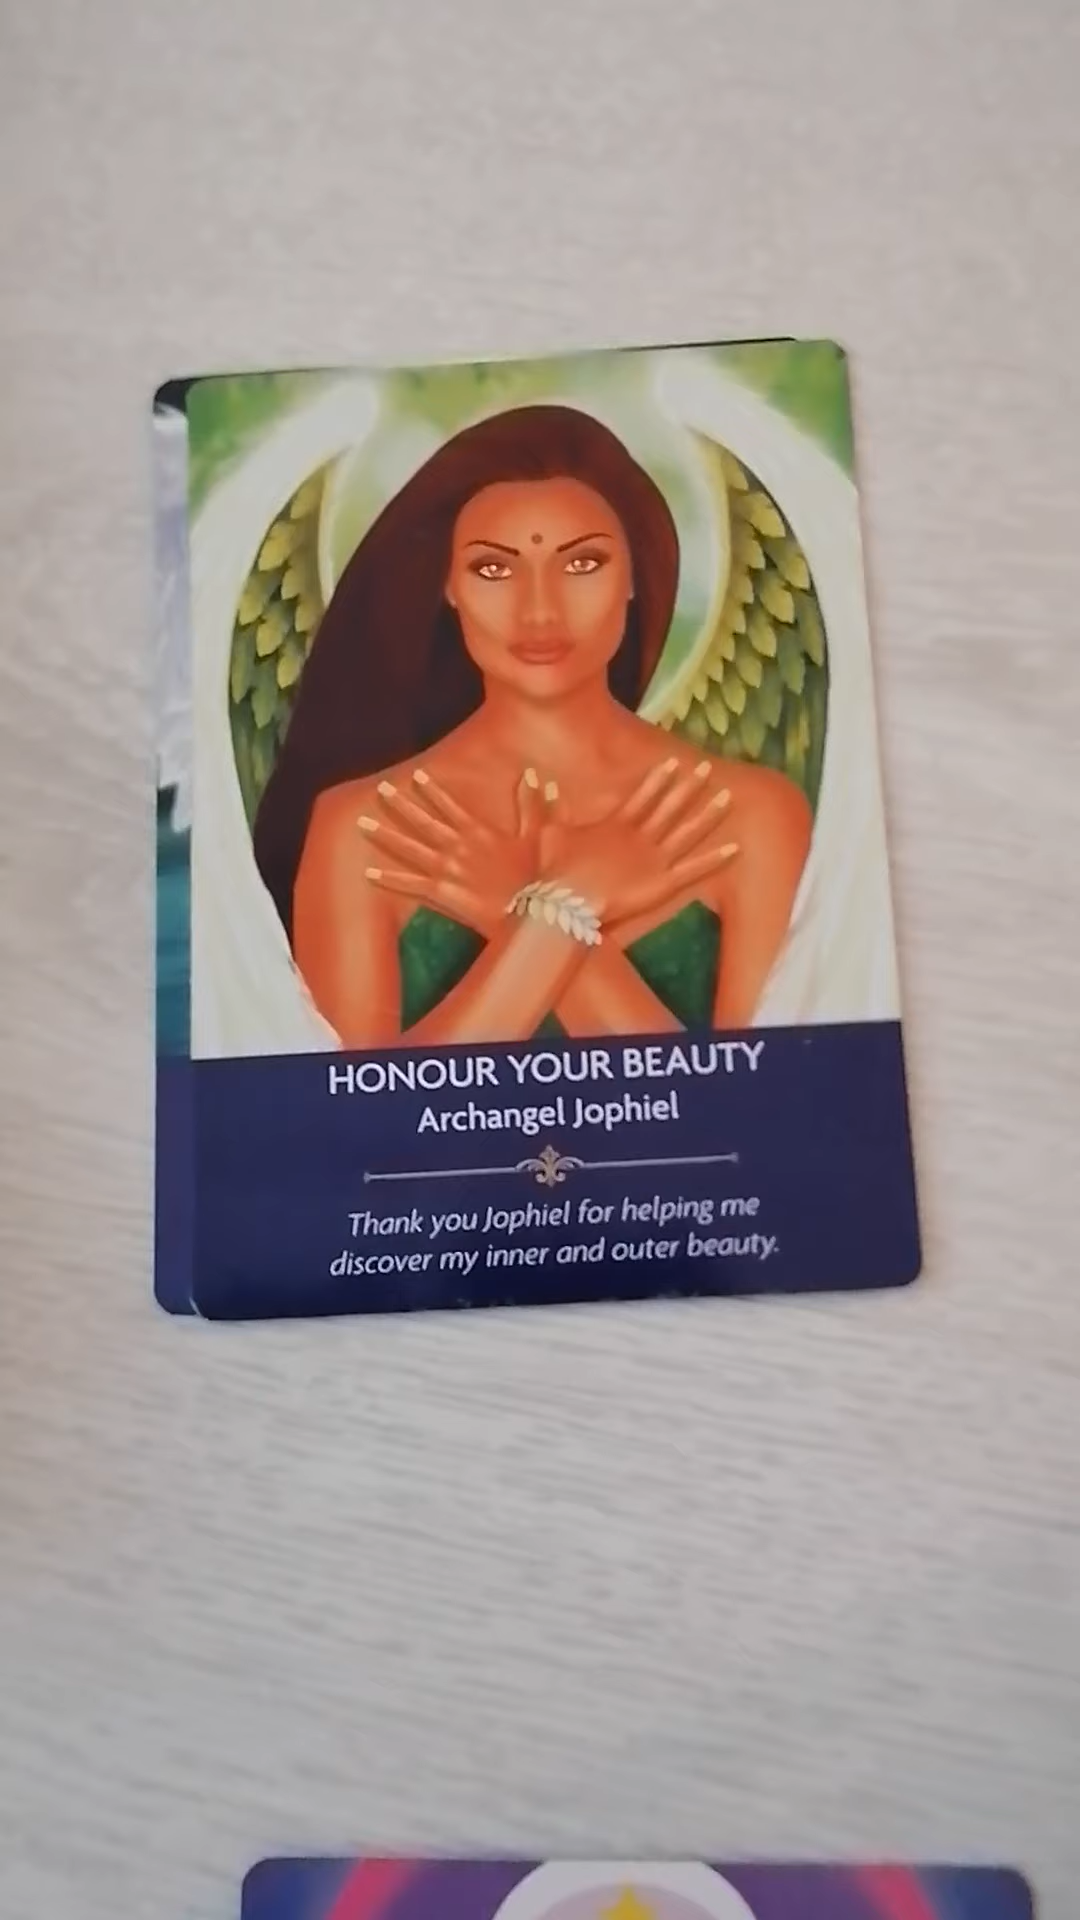 HONOUR YOUR BEAUTY
Archangel Jophiel
Thank you Jophiel for helping me
discover my inner and outer beauty.